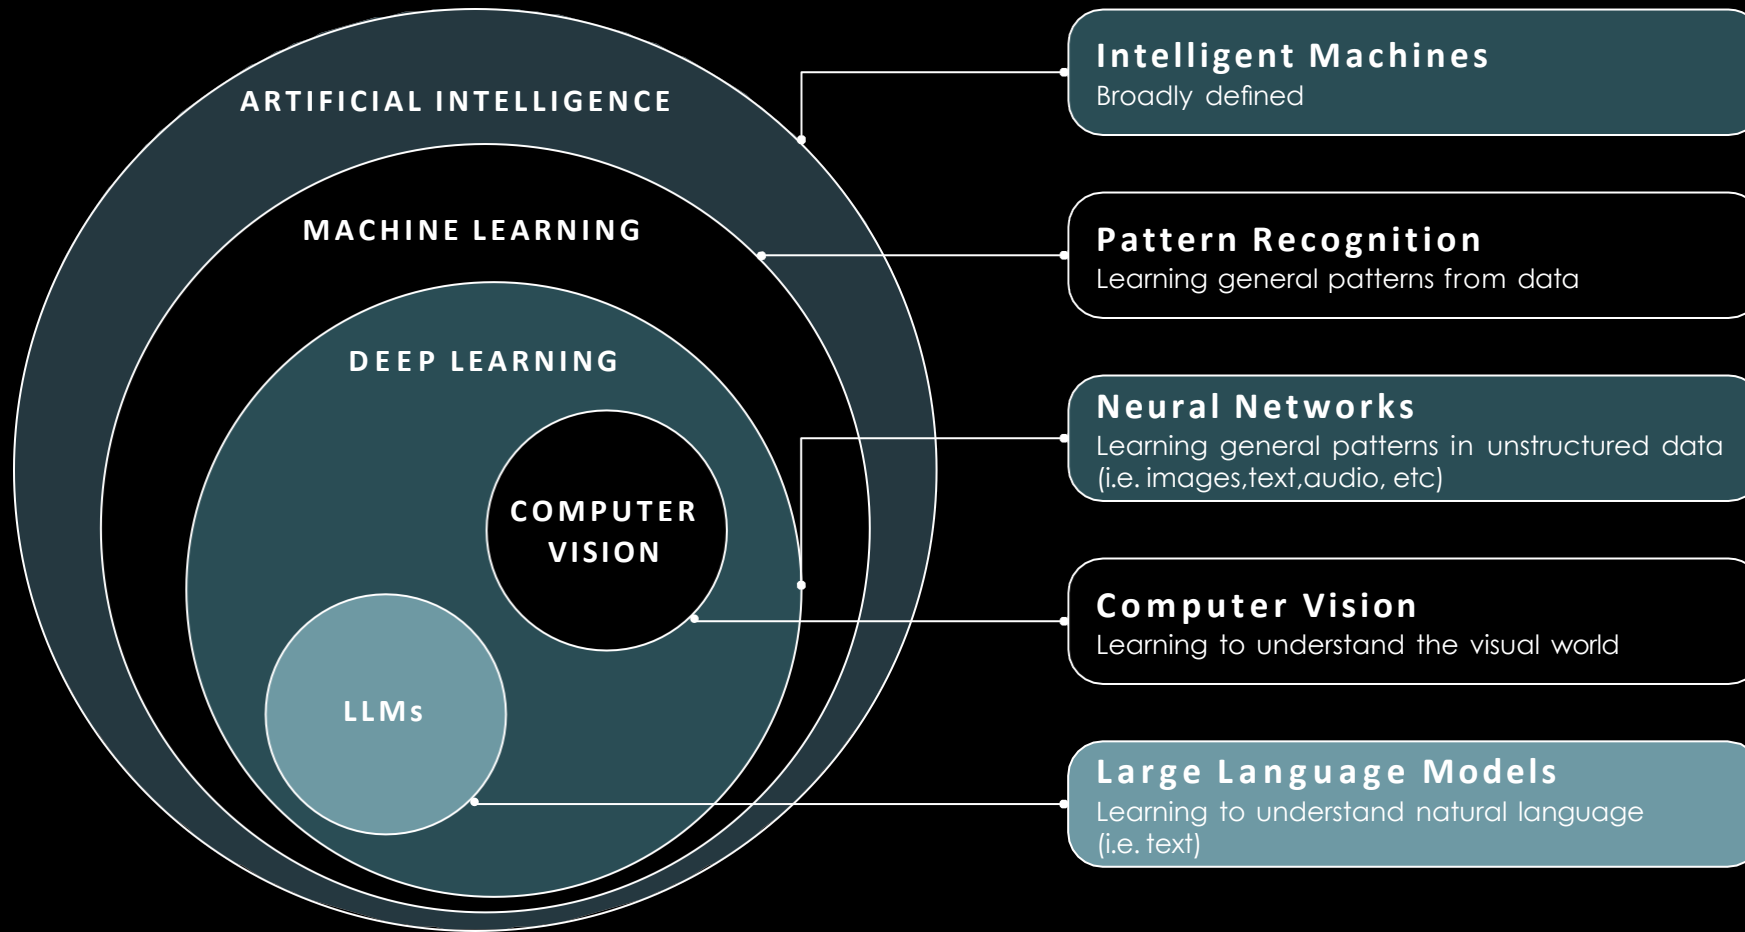 ARTIFICIAL INTELLIGENCE
MACHINE LEARNING
DEEP LEARNING
COMPUTER
VISION
LLMs
Intelligent Machines
Broadly defined
Pattern Recognition
Learning general patterns from data
Neural Networks
Learning general patterns in unstructured data
(i.e. images,text,audio, etc)
Computer Vision
Learning to understand the visual world
Large Language Models
Learning to understand natural language
(i.e. text)